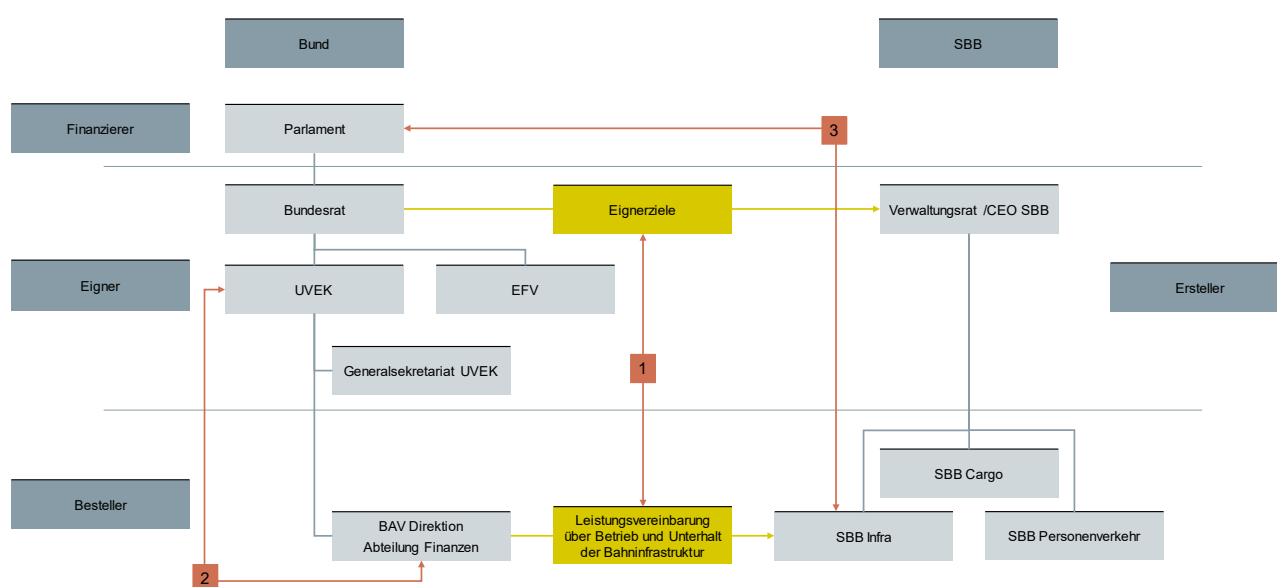 Bund
SBB
Finanzierer
Parlament
3
Bundesrat
Eignerziele
Verwaltungsrat /CEO SBB
Eigner
UVEK
EFV
Ersteller
Generalsekretariat UVEK
1
SBB Cargo
Besteller
BAV Direktion
Abteilung Finanzen
Leistungsvereinbarung
über Betrieb und Unterhalt
der Bahninfrastruktur
SBB Infra
SBB Personenverkehr
2